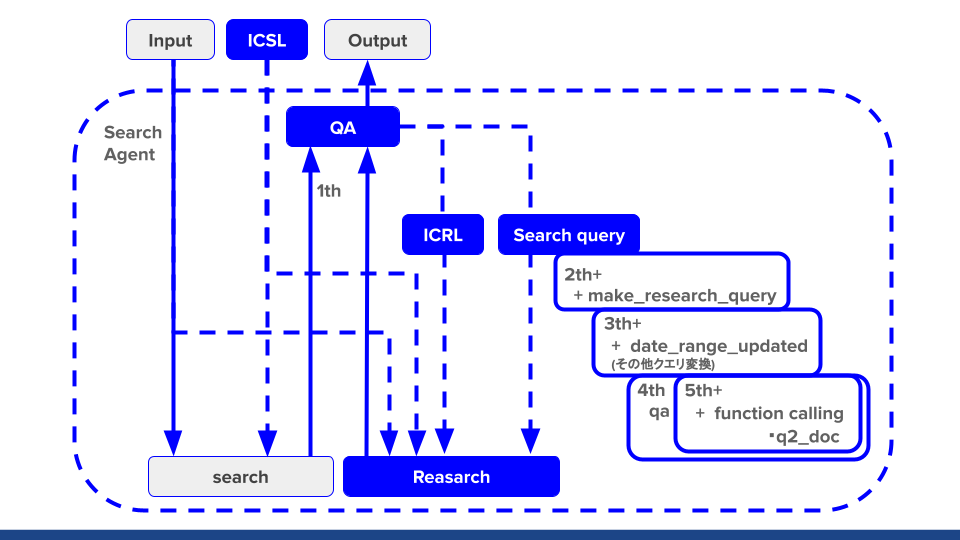 Input
ICSL
Output
Search
Agent
QA
1th
ICRL
Search query
2th+
+ make_research_query
3th+
+ date_range_updated
(その他クエリ変換)
4th
qa
5th+
+ function calling
・q2_doc
search
Reasarch